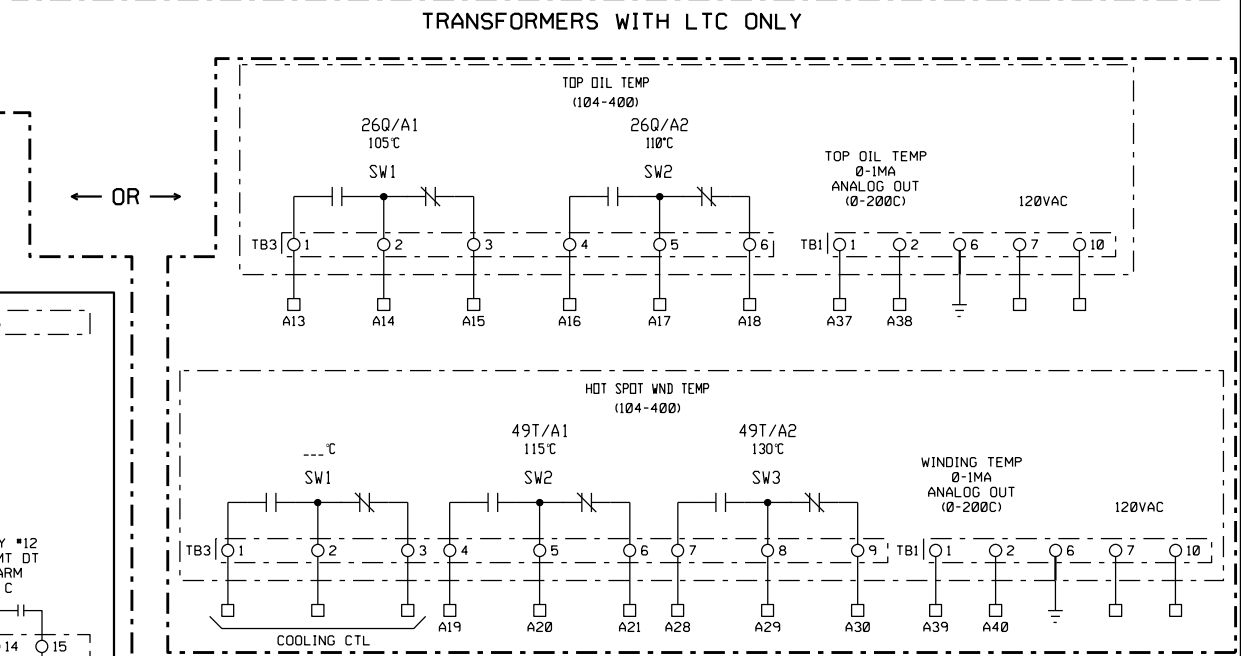 TRANSFORMERS WITH LTC ONLY
OR
TOP OIL TEMP
(104-400)
26Q/A1
105°C
SW1
26Q/A2
110°C
SW2
TOP OIL TEMP
0-1MA
ANALOG OUT
(0-200C)
120VAC
TB3 1 2 3 4 5 6 TB1 1 2 6 7 10
A13 A14 A15 A16 A17 A18 A37 A38
HOT SPOT WND TEMP
(104-400)
___°C
SW1
49T/A1
115°C
SW2
49T/A2
130°C
SW3
WINDING TEMP
0-1MA
ANALOG OUT
(0-200C)
120VAC
TB3 1 2 3 4 5 6 7 8 9 TB1 1 2 6 7 10
A19 A20 A21 A28 A29 A30 A39 A40
COOLING CTL
Y #12
MT DT
ARM
C
14 15